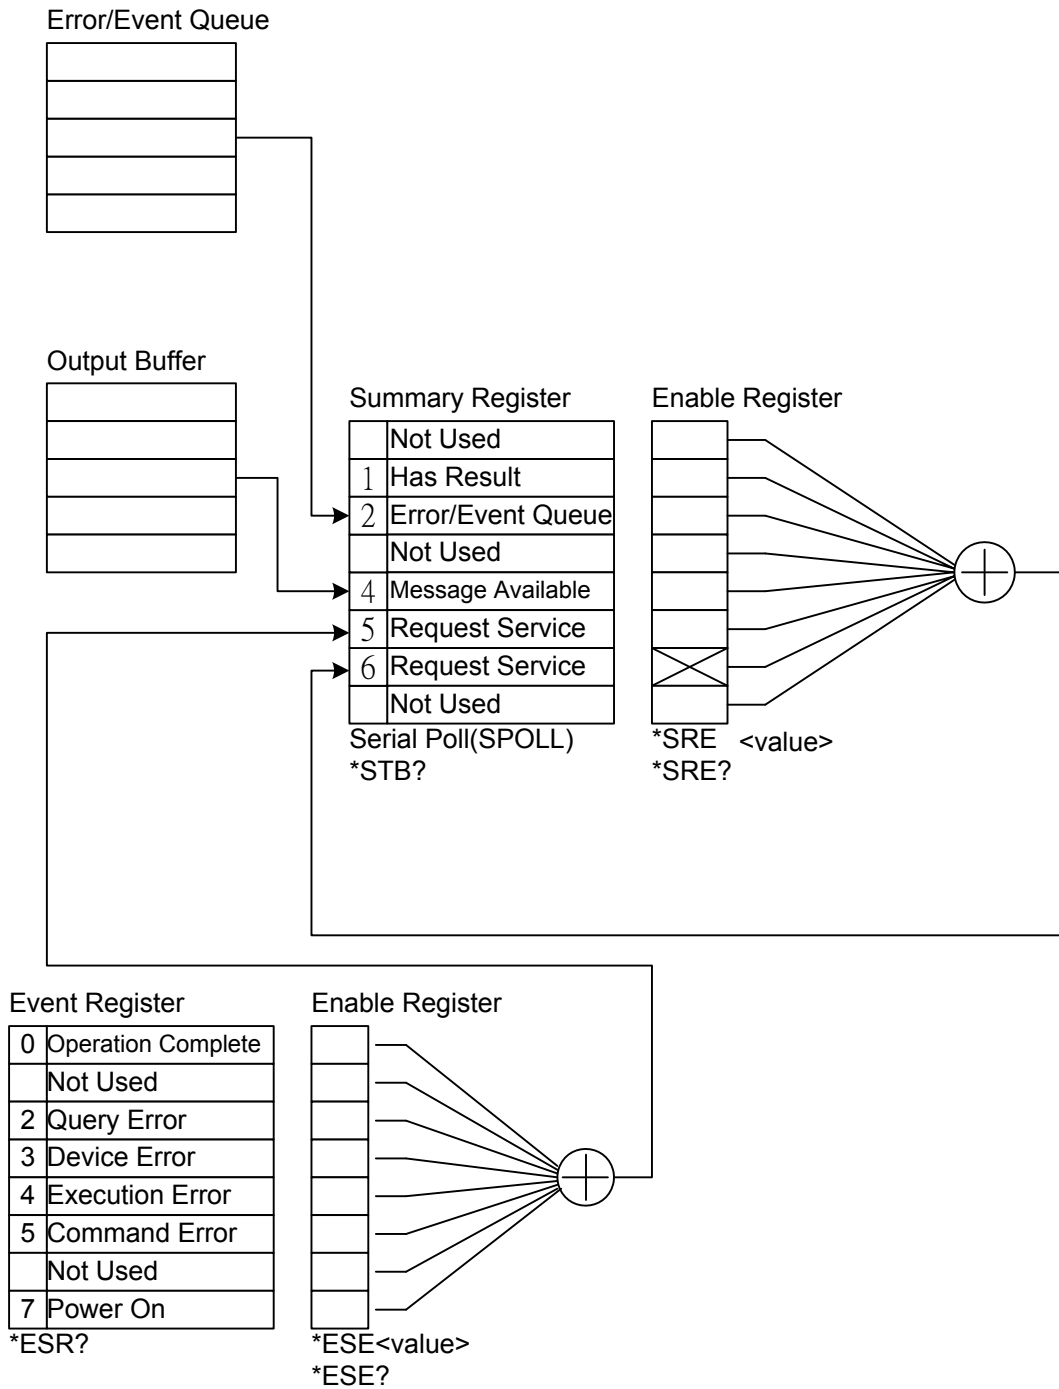 Error/Event Queue
Output Buffer
Summary Register
Not Used
1 Has Result
2 Error/Event Queue
Not Used
4 Message Available
5 Request Service
6 Request Service
Not Used
Serial Poll(SPOLL)
*STB?
Enable Register
*SRE <value>
*SRE?
Event Register
0 Operation Complete
Not Used
2 Query Error
3 Device Error
4 Execution Error
5 Command Error
Not Used
7 Power On
*ESR?
Enable Register
*ESE<value>
*ESE?